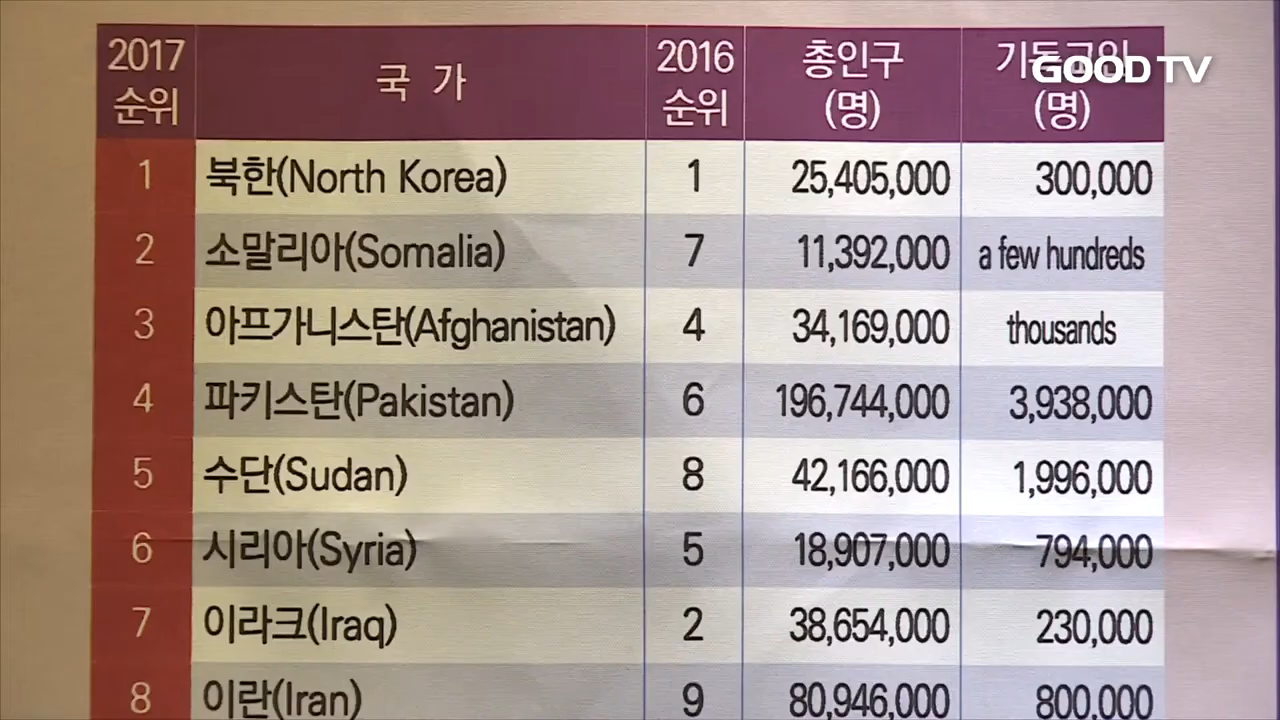 2017 순위 국 가 2016 순위 총인구 (명) 기독교인 (명)
GOOD TV
1 북한(North Korea) 1 25,405,000 300,000
2 소말리아(Somalia) 7 11,392,000 a few hundreds
3 아프가니스탄(Afghanistan) 4 34,169,000 thousands
4 파키스탄(Pakistan) 6 196,744,000 3,938,000
5 수단(Sudan) 8 42,166,000 1,996,000
6 시리아(Syria) 5 18,907,000 794,000
7 이라크(Iraq) 2 38,654,000 230,000
8 이란(Iran) 9 80,946,000 800,000